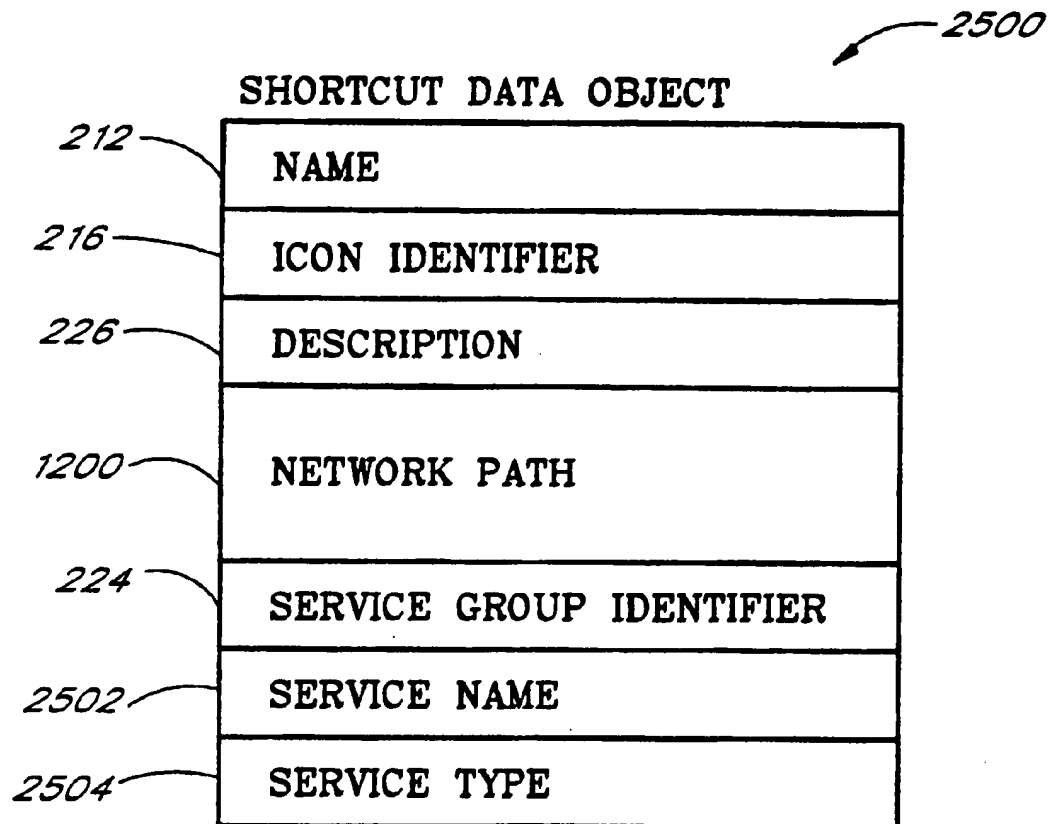 2500
SHORTCUT DATA OBJECT
212 NAME
216 ICON IDENTIFIER
226 DESCRIPTION
1200 NETWORK PATH
224 SERVICE GROUP IDENTIFIER
2502 SERVICE NAME
2504 SERVICE TYPE